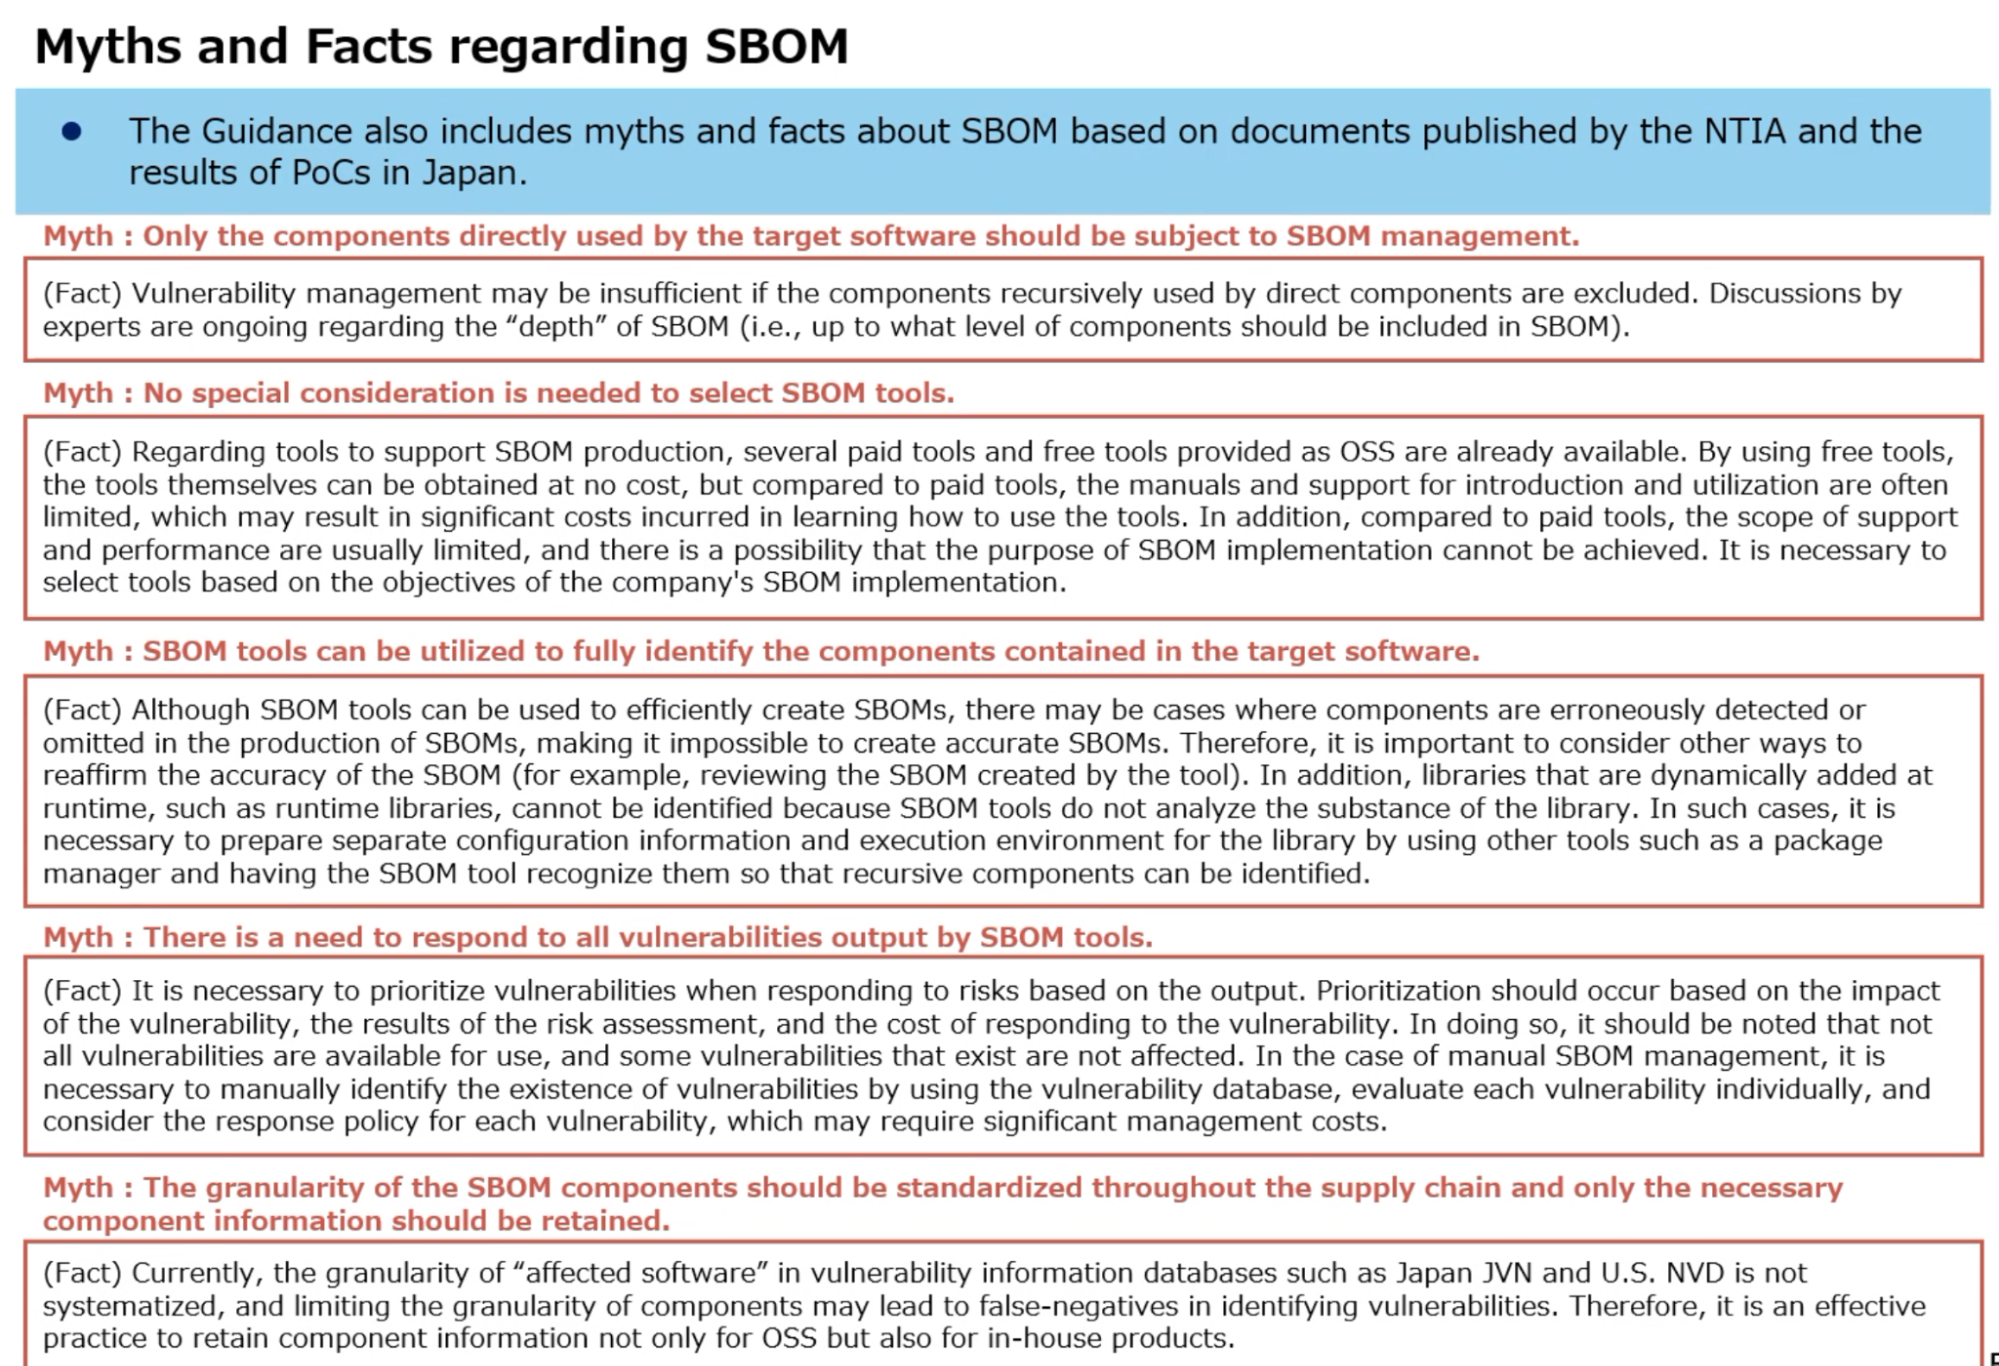 Myths and Facts regarding SBOM
● The Guidance also includes myths and facts about SBOM based on documents published by the NTIA and the
results of PoCs in Japan.
Myth : Only the components directly used by the target software should be subject to SBOM management.
(Fact) Vulnerability management may be insufficient if the components recursively used by direct components are excluded. Discussions by
experts are ongoing regarding the “depth” of SBOM (i.e., up to what level of components should be included in SBOM).
Myth : No special consideration is needed to select SBOM tools.
(Fact) Regarding tools to support SBOM production, several paid tools and free tools provided as OSS are already available. By using free tools,
the tools themselves can be obtained at no cost, but compared to paid tools, the manuals and support for introduction and utilization are often
limited, which may result in significant costs incurred in learning how to use the tools. In addition, compared to paid tools, the scope of support
and performance are usually limited, and there is a possibility that the purpose of SBOM implementation cannot be achieved. It is necessary to
select tools based on the objectives of the company's SBOM implementation.
Myth : SBOM tools can be utilized to fully identify the components contained in the target software.
(Fact) Although SBOM tools can be used to efficiently create SBOMs, there may be cases where components are erroneously detected or
omitted in the production of SBOMs, making it impossible to create accurate SBOMs. Therefore, it is important to consider other ways to
reaffirm the accuracy of the SBOM (for example, reviewing the SBOM created by the tool). In addition, libraries that are dynamically added at
runtime, such as runtime libraries, cannot be identified because SBOM tools do not analyze the substance of the library. In such cases, it is
necessary to prepare separate configuration information and execution environment for the library by using other tools such as a package
manager and having the SBOM tool recognize them so that recursive components can be identified.
Myth : There is a need to respond to all vulnerabilities output by SBOM tools.
(Fact) It is necessary to prioritize vulnerabilities when responding to risks based on the output. Prioritization should occur based on the impact
of the vulnerability, the results of the risk assessment, and the cost of responding to the vulnerability. In doing so, it should be noted that not
all vulnerabilities are available for use, and some vulnerabilities that exist are not affected. In the case of manual SBOM management, it is
necessary to manually identify the existence of vulnerabilities by using the vulnerability database, evaluate each vulnerability individually, and
consider the response policy for each vulnerability, which may require significant management costs.
Myth : The granularity of the SBOM components should be standardized throughout the supply chain and only the necessary
component information should be retained.
(Fact) Currently, the granularity of “affected software” in vulnerability information databases such as Japan JVN and U.S. NVD is not
systematized, and limiting the granularity of components may lead to false-negatives in identifying vulnerabilities. Therefore, it is an effective
practice to retain component information not only for OSS but also for in-house products.